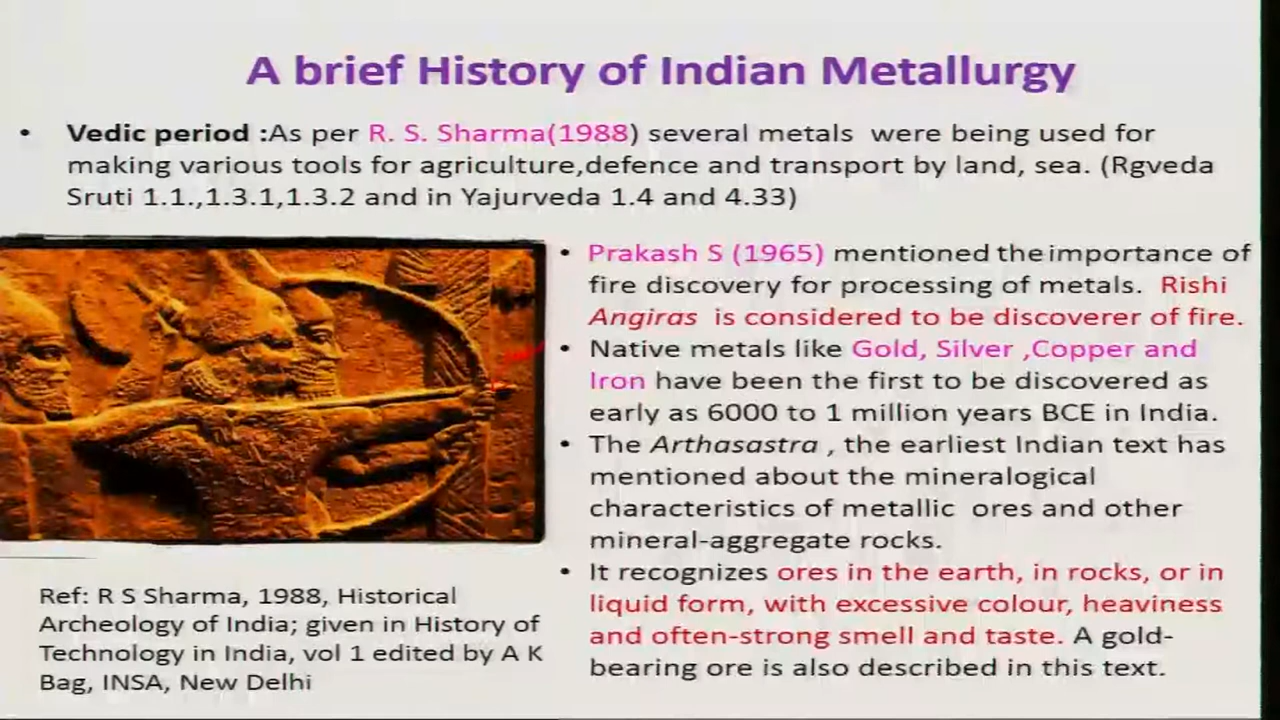 A brief History of Indian Metallurgy
• Vedic period :As per R. S. Sharma(1988) several metals were being used for
making various tools for agriculture,defence and transport by land, sea. (Rgveda
Sruti 1.1.,1.3.1,1.3.2 and in Yajurveda 1.4 and 4.33)
• Prakash S (1965) mentioned the importance of
fire discovery for processing of metals. Rishi
Angiras is considered to be discoverer of fire.
• Native metals like Gold, Silver ,Copper and
Iron have been the first to be discovered as
early as 6000 to 1 million years BCE in India.
• The Arthasastra , the earliest Indian text has
mentioned about the mineralogical
characteristics of metallic ores and other
mineral-aggregate rocks.
• It recognizes ores in the earth, in rocks, or in
liquid form, with excessive colour, heaviness
and often-strong smell and taste. A gold-
bearing ore is also described in this text.
Ref: R S Sharma, 1988, Historical
Archeology of India; given in History of
Technology in India, vol 1 edited by A K
Bag, INSA, New Delhi